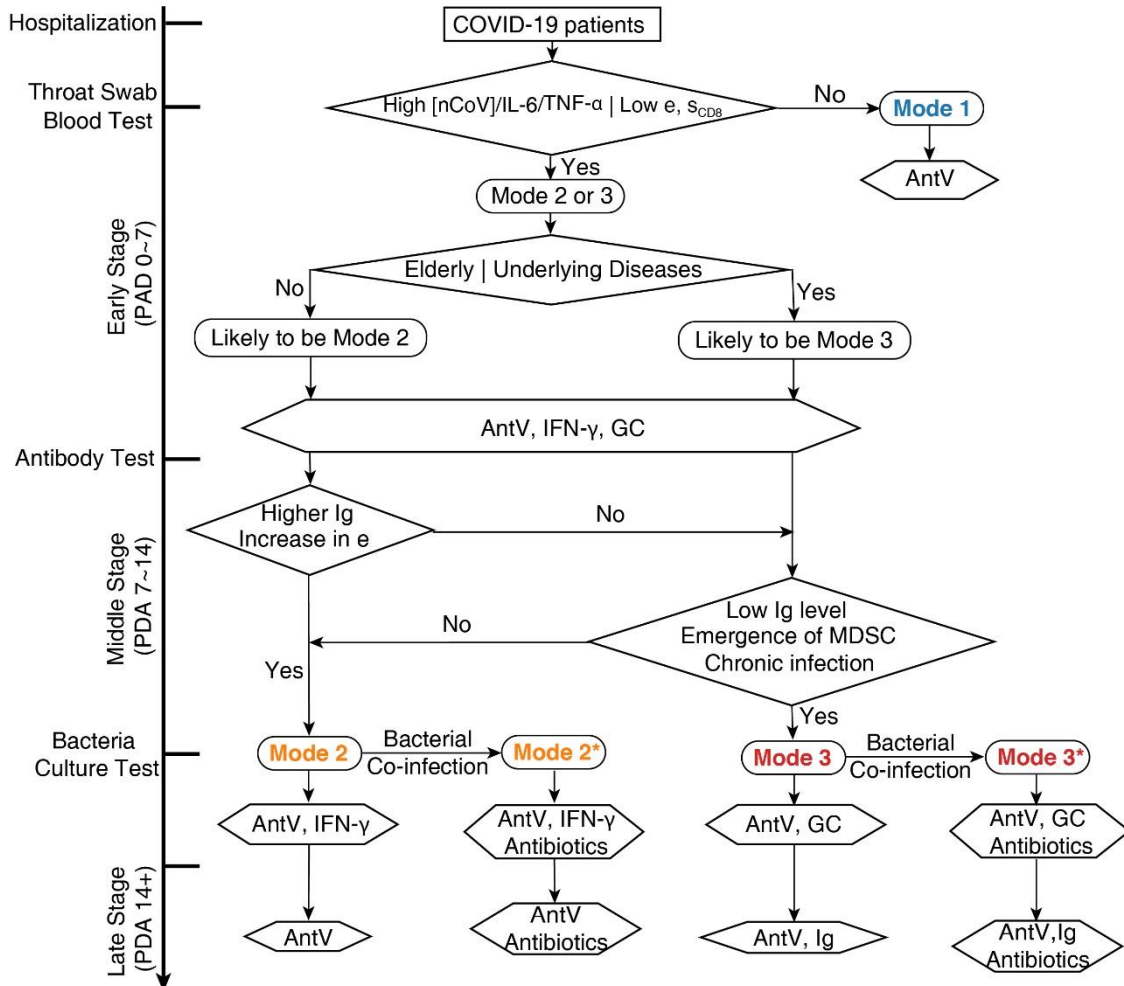 Hospitalization
COVID-19 patients
Throat Swab
Blood Test
High [nCoV]/IL-6/TNF-α | Low e, sCD8
No
Mode 1
AntV
Yes
Mode 2 or 3
Early Stage
(PAD 0~7)
Elderly | Underlying Diseases
No
Yes
Likely to be Mode 2
Likely to be Mode 3
AntV, IFN-γ, GC
Antibody Test
Middle Stage
(PDA 7~14)
Higher Ig
Increase in e
No
Low Ig level
Emergence of MDSC
Chronic infection
No
Yes
Yes
Bacteria
Culture Test
Mode 2
Bacterial
Co-infection
Mode 2*
Mode 3
Bacterial
Co-infection
Mode 3*
AntV, IFN-γ
AntV, IFN-γ
Antibiotics
AntV, GC
AntV, GC
Antibiotics
Late Stage
(PDA 14+)
AntV
AntV
Antibiotics
AntV, Ig
AntV,Ig
Antibiotics